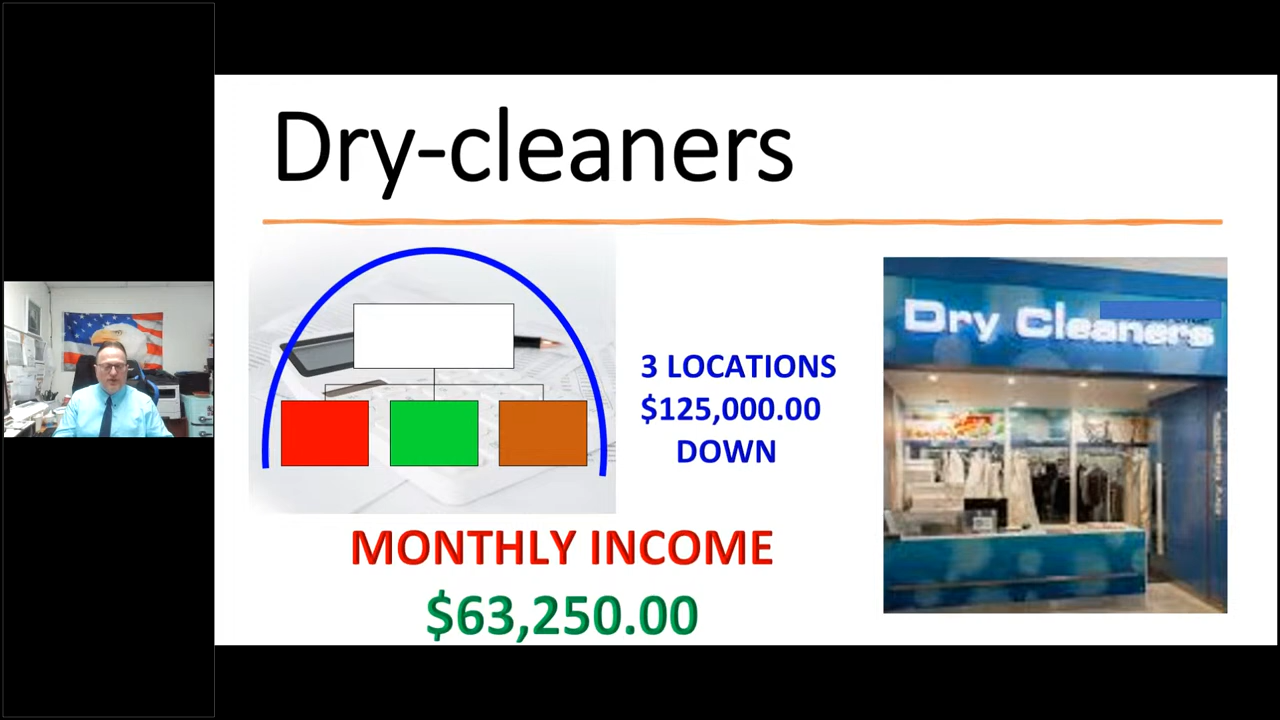 Dry-cleaners
3 LOCATIONS
$125,000.00
DOWN
Dry Cleaners
MONTHLY INCOME
$63,250.00